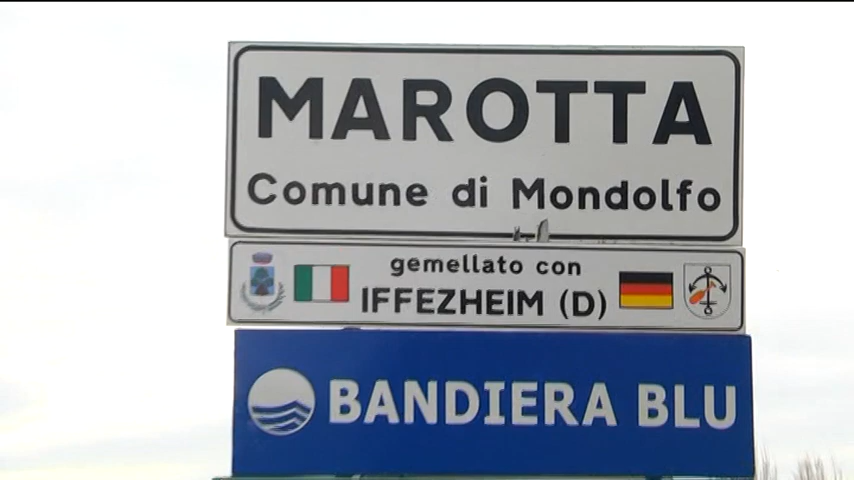 MAROTTA
Comune di Mondolfo
gemellato con
IFFEZHEIM (D)
BANDIERA BLU